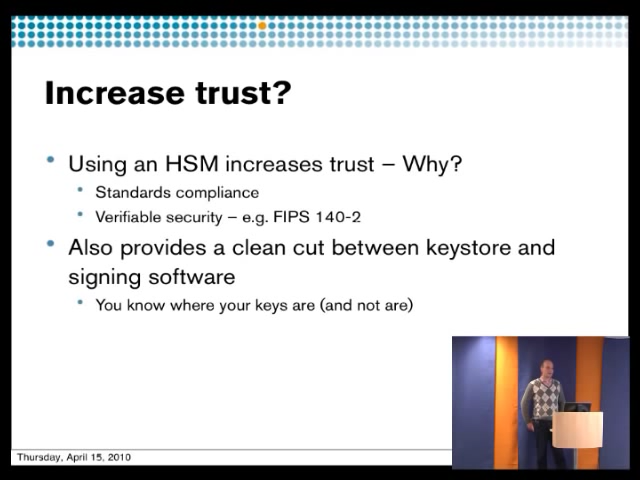 Increase trust?
• Using an HSM increases trust – Why?
• Standards compliance
• Verifiable security – e.g. FIPS 140-2
• Also provides a clean cut between keystore and
signing software
• You know where your keys are (and not are)
Thursday, April 15, 2010